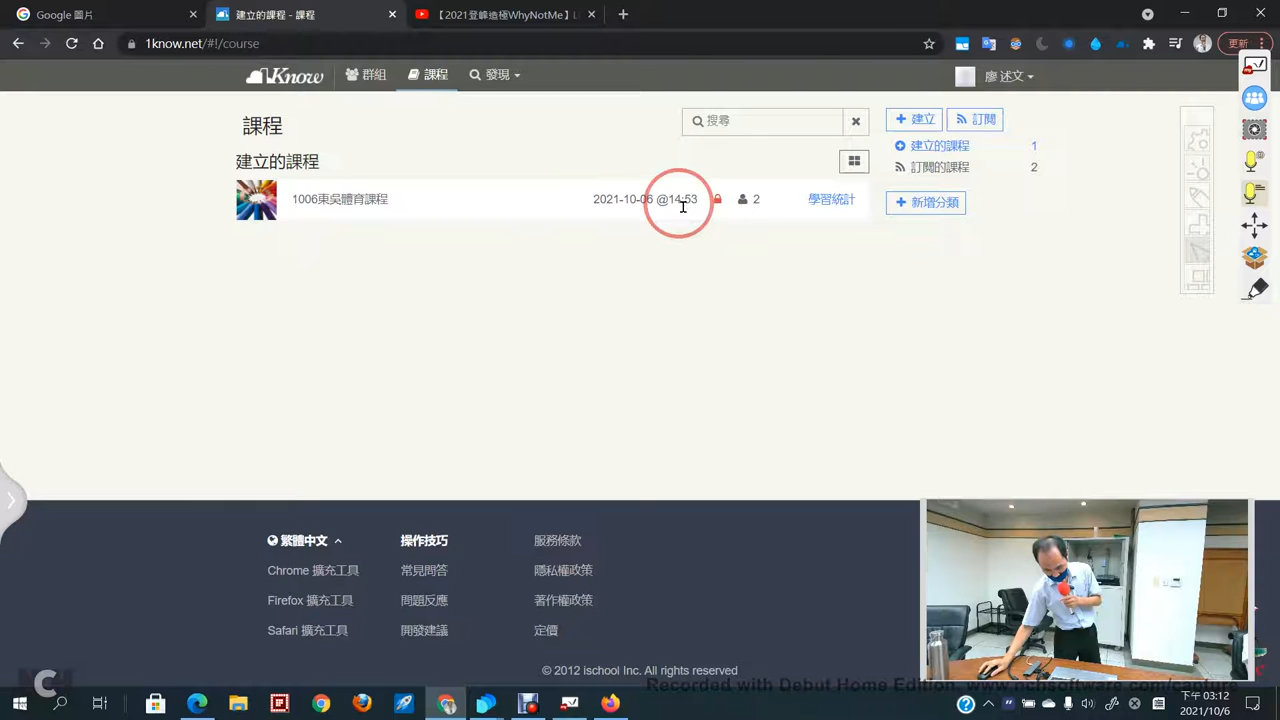 Google 圖片
建立的課程 - 課程
【2021登峰造極WhyNotMe】L
1know.net/#!/course
更新
1Know
群組
課程
發現
廖 述文
課程
搜尋
建立
訂閱
建立的課程
建立的課程 1
訂閱的課程 2
1006東吳體育課程
2021-10-06 @14:53
2
學習統計
新增分類
繁體中文
操作技巧
服務條款
Chrome 擴充工具
常見問答
隱私權政策
Firefox 擴充工具
問題反應
著作權政策
Safari 擴充工具
開發建議
定價
© 2012 ischool Inc. All rights reserved
Recorded with Debut Home Edition. www.nchsoftware.com/capture
下午 03:12
2021/10/6